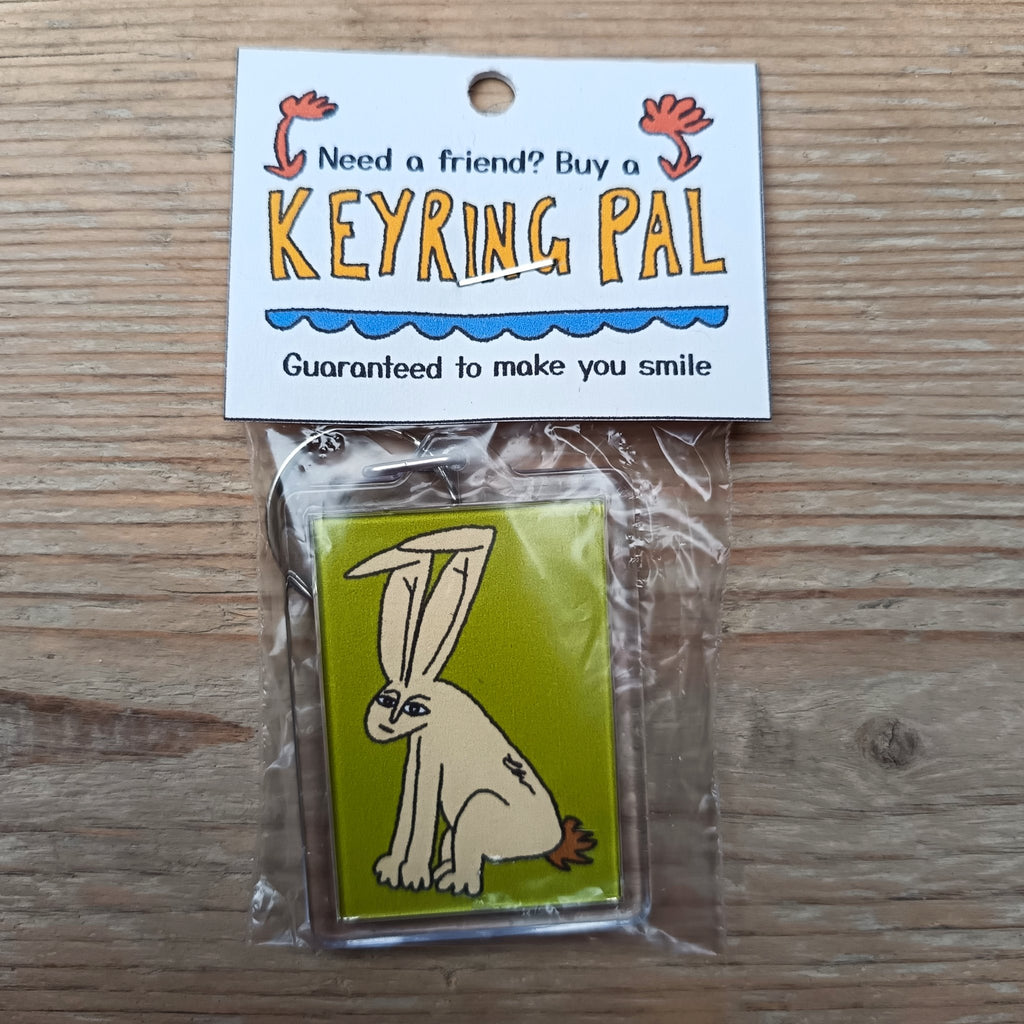 Need a friend? Buy a
KEYRING PAL
Guaranteed to make you smile